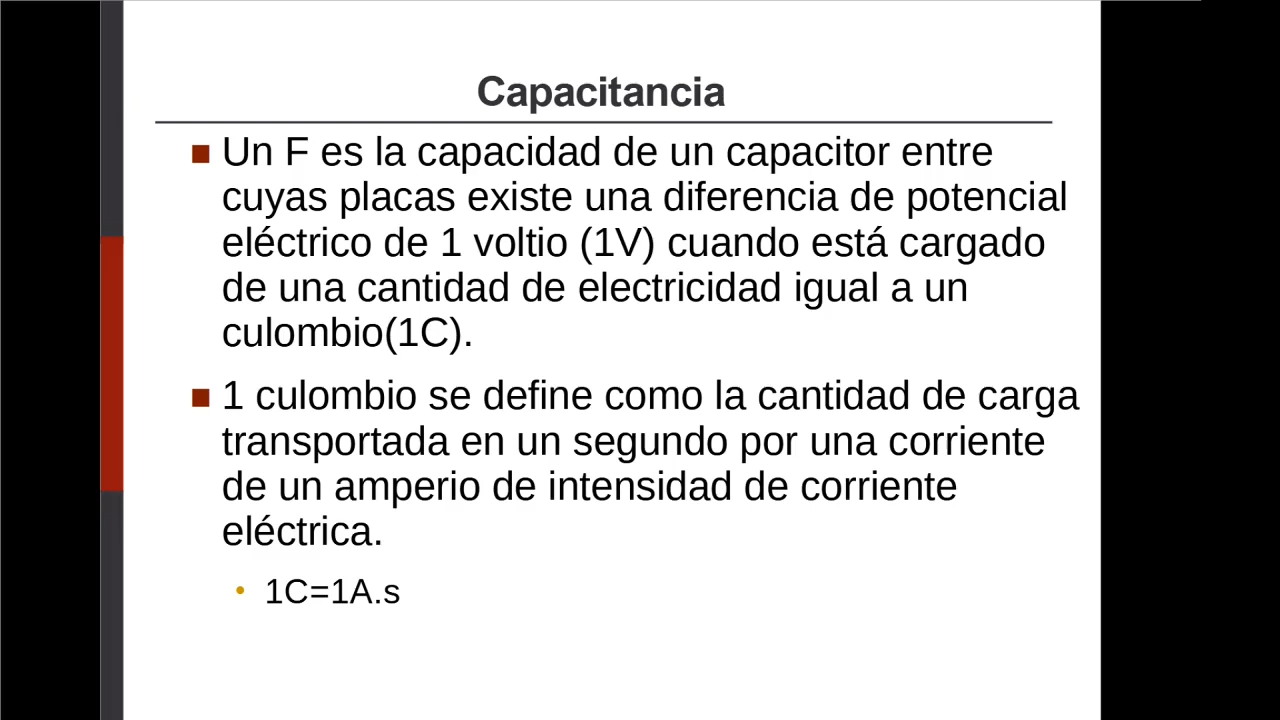 Capacitancia
Un F es la capacidad de un capacitor entre
cuyas placas existe una diferencia de potencial
eléctrico de 1 voltio (1V) cuando está cargado
de una cantidad de electricidad igual a un
culombio(1C).
1 culombio se define como la cantidad de carga
transportada en un segundo por una corriente
de un amperio de intensidad de corriente
eléctrica.
• 1C=1A.s